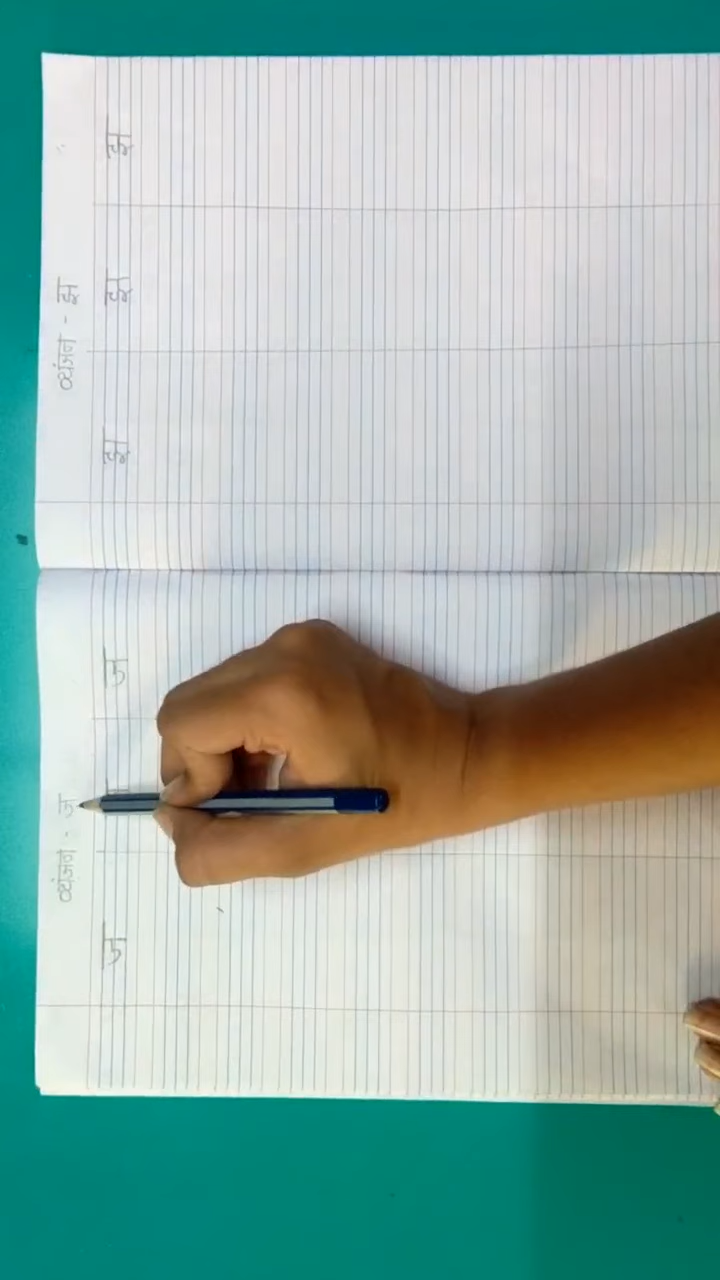 व्यंजन - ज
ज ज
व्यंजन - झ
झ झ झ